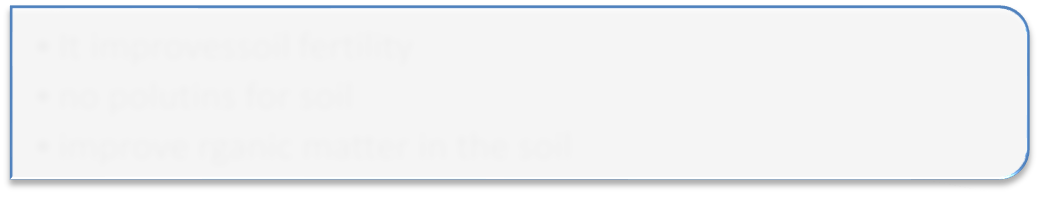 • it improvessoil fertility
• no polution for soil
• improve rganic matter in the soil